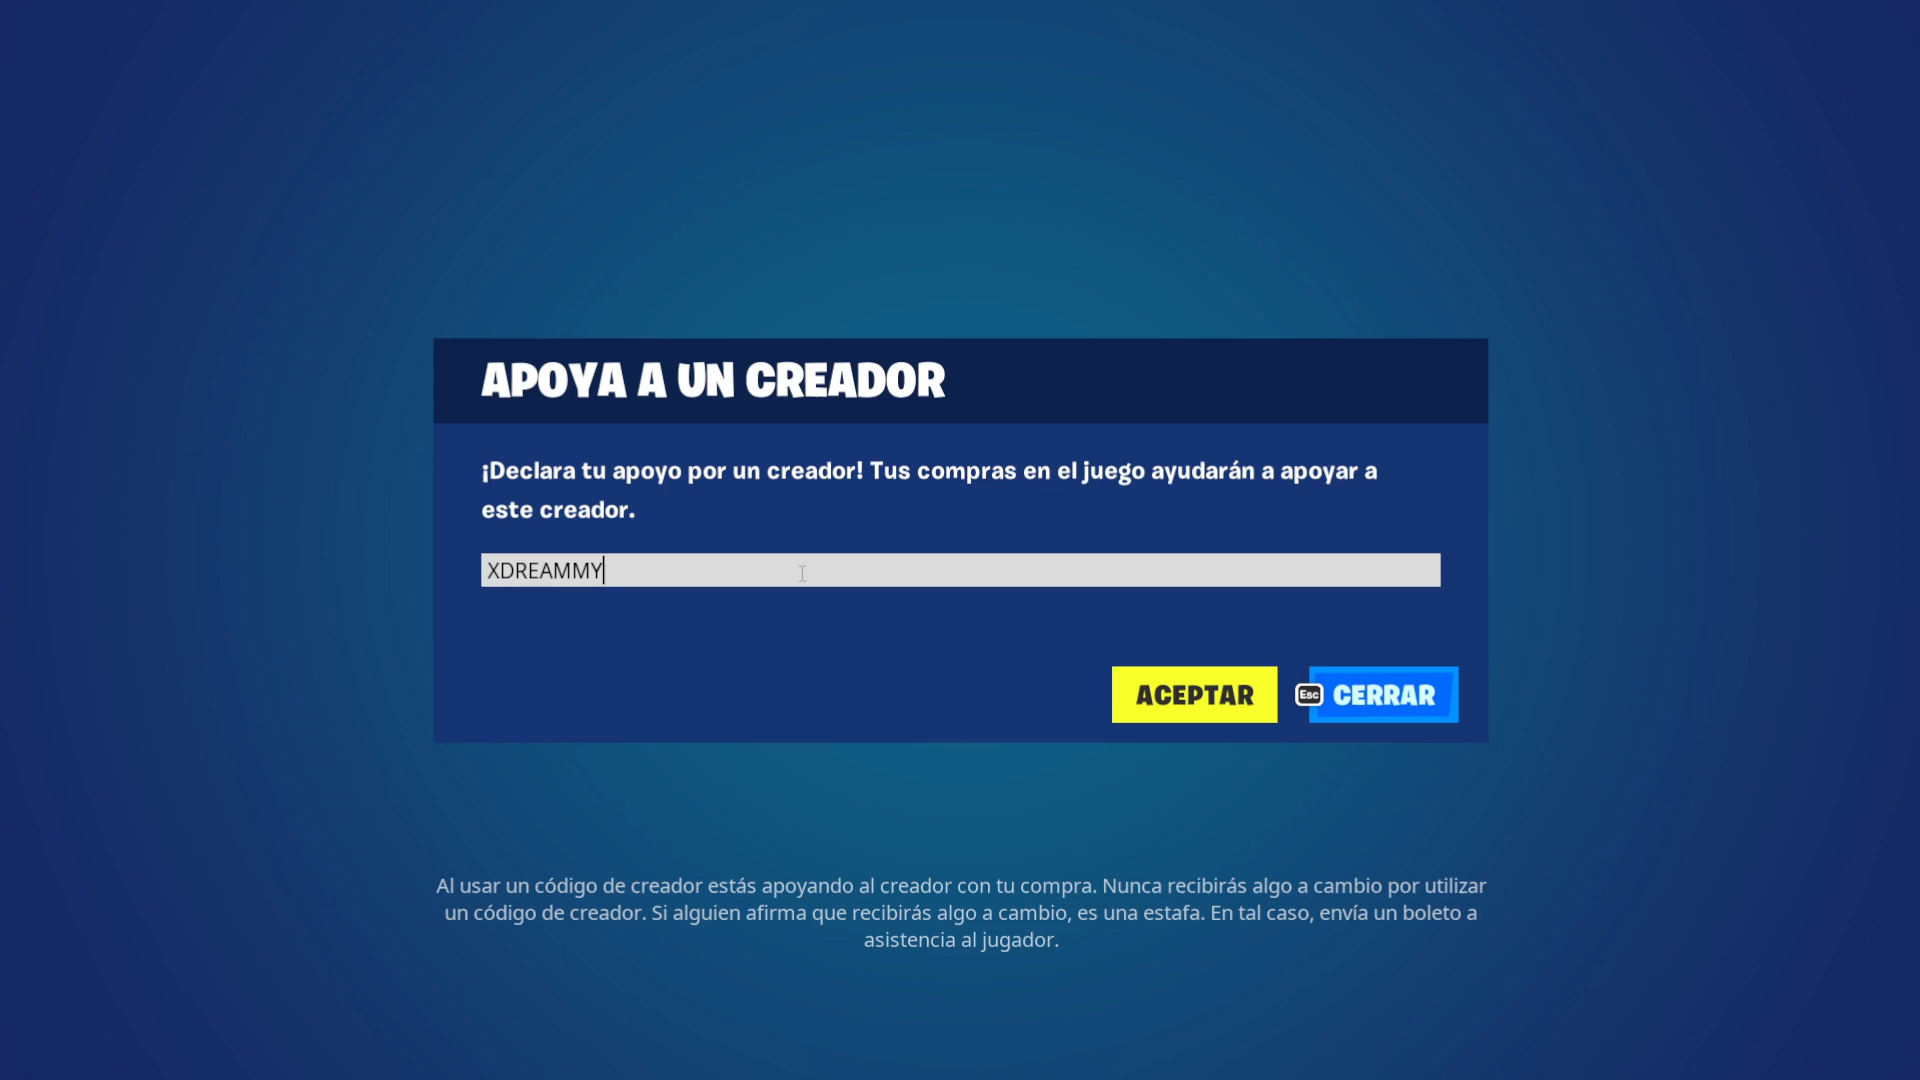 APOYA A UN CREADOR
¡Declara tu apoyo por un creador! Tus compras en el juego ayudarán a apoyar a
este creador.
XDREAMMY
ACEPTAR
Esc CERRAR
Al usar un código de creador estás apoyando al creador con tu compra. Nunca recibirás algo a cambio por utilizar
un código de creador. Si alguien afirma que recibirás algo a cambio, es una estafa. En tal caso, envía un boleto a
asistencia al jugador.